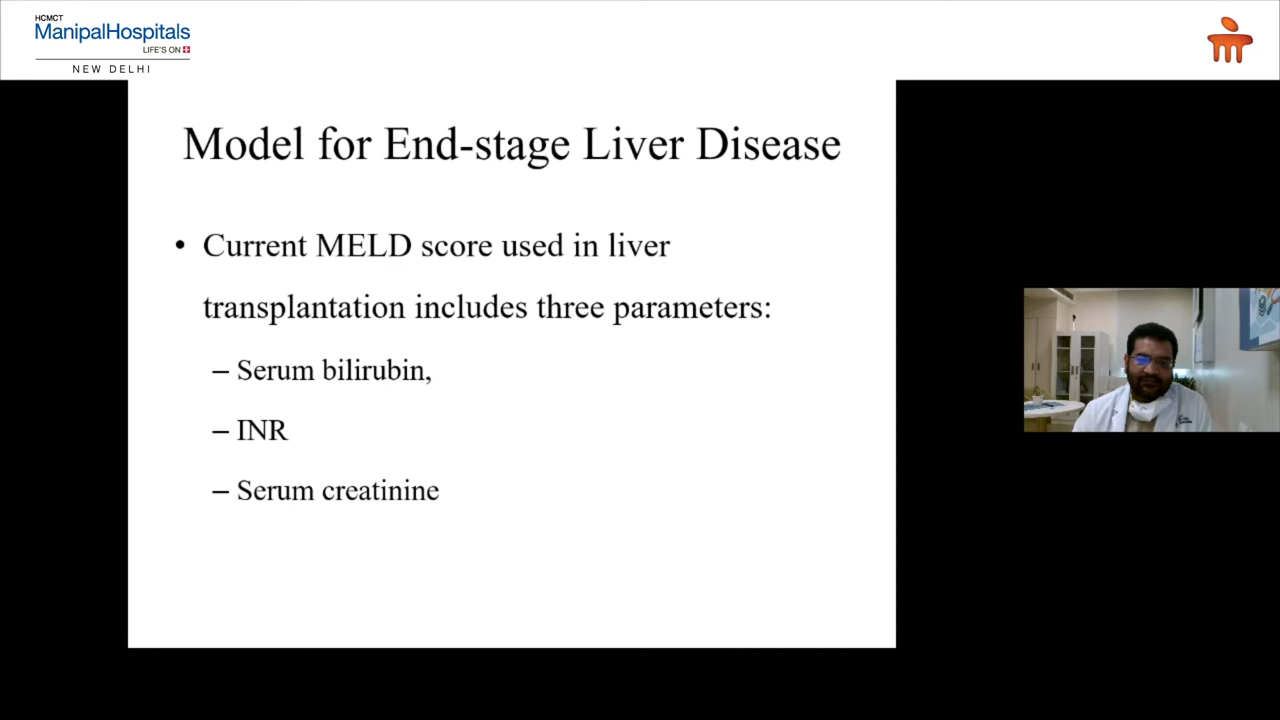 HCMCT
ManipalHospitals
LIFE'S ON
NEW DELHI
Model for End-stage Liver Disease
• Current MELD score used in liver
transplantation includes three parameters:
– Serum bilirubin,
– INR
– Serum creatinine